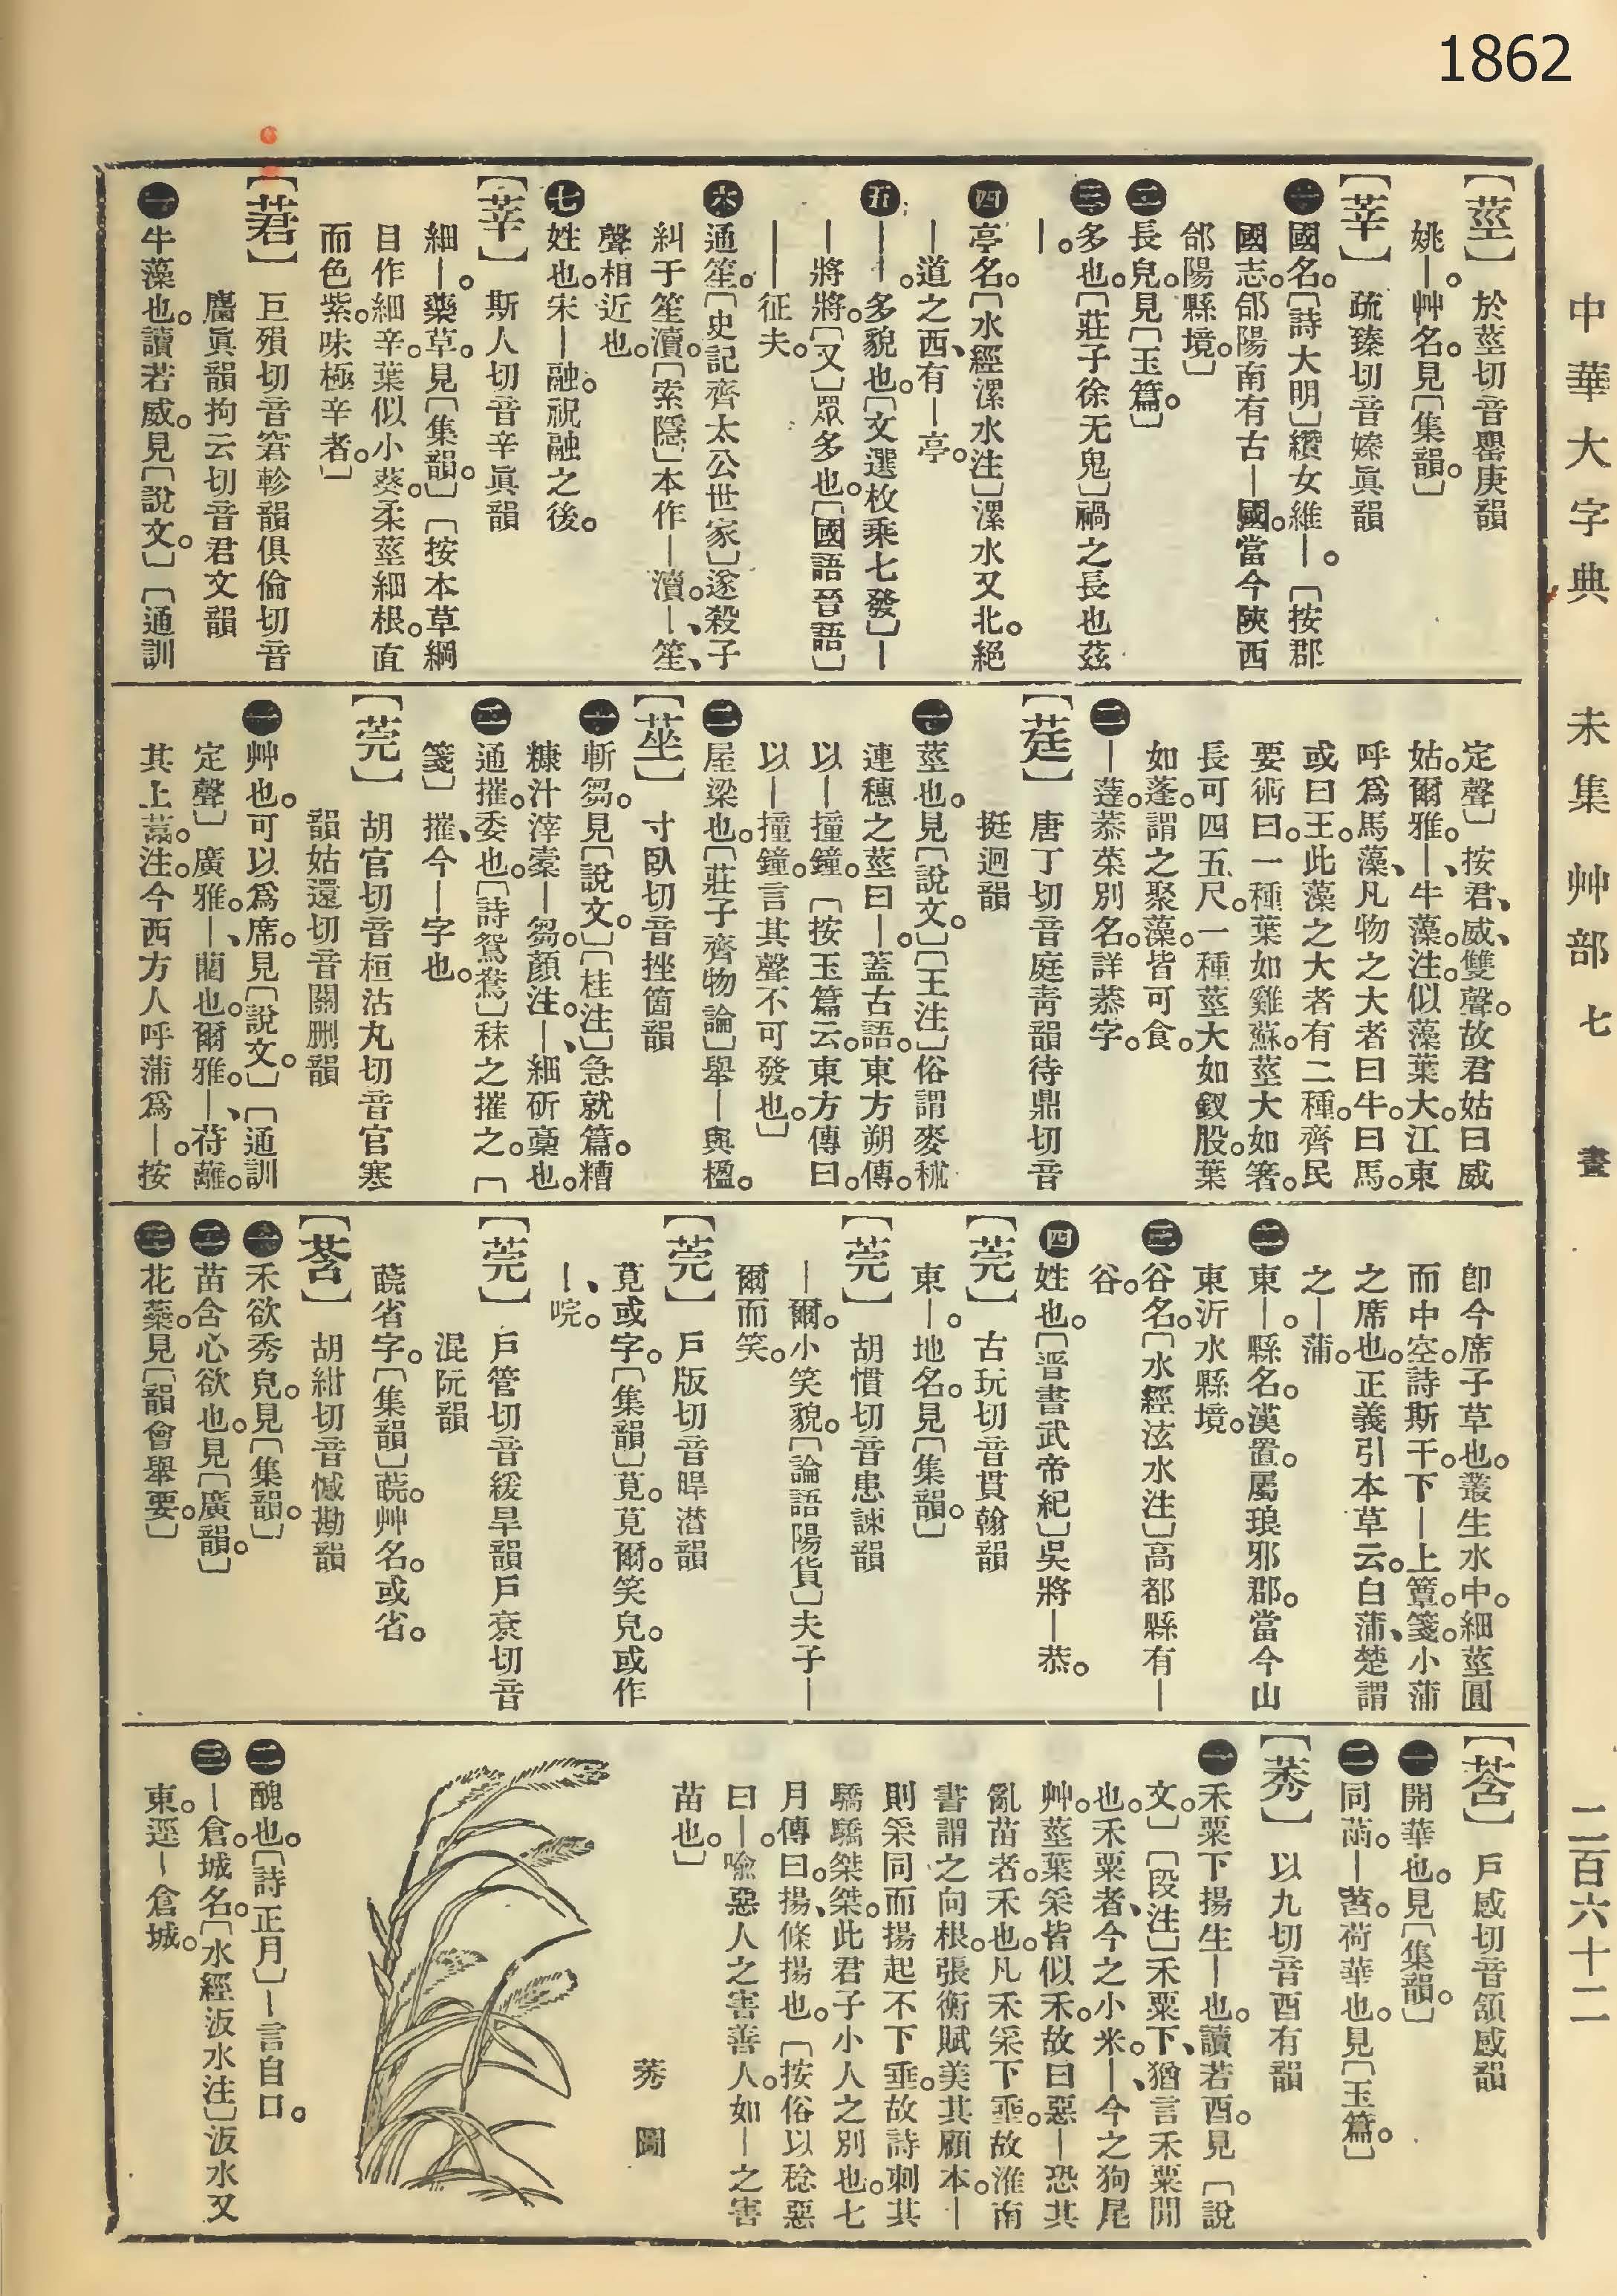 1862
中華大字典 未集 艸部 七畫 二百六十二
【莖】 於莖切音罌庚韻
姚｜。艸名。見〔集韻。〕
【莘】 疏臻切音㜪眞韻
㊀國名。〔詩大明〕纘女維｜。〔按郡
國志。郃陽南有古｜國。當今陝西
郃陽縣境。〕
㊁長皃。見〔玉篇。〕
㊂多也。〔莊子徐无鬼〕禍之長也茲
｜。
㊃亭名。〔水經漯水注〕漯水又北。絕
｜道之西、有｜亭。
㊄｜｜。多貌也。〔文選枚乘七發〕｜
｜將將。〔又〕眾多也。〔國語晉語〕
｜｜征夫。
㊅通笙。〔史記齊太公世家〕遂殺子
糾于笙瀆。〔索隱〕本作｜瀆。｜、笙、
聲相近也。
㊆姓也。宋｜融。祝融之後。
【莘】 斯人切音辛眞韻
細｜。藥草。見〔集韻。〕〔按本草綱
目作細辛。葉似小葵。柔莖細根。直
而色紫。味極辛者。〕
【莙】 巨殞切音窘軫韻俱倫切音
麕眞韻拘云切音君文韻
㊀牛藻也。讀若威。見〔說文。〕〔通訓
定聲〕按君、威、雙聲。故君姑曰威
姑。爾雅。｜、牛藻。注。似藻葉大。江東
呼爲馬藻、凡物之大者曰牛。曰馬。
或曰王。此藻之大者有二種。齊民
要術曰。一種葉如雞蘇。莖大如箸。
長可四五尺。一種莖大如釵股。葉
如蓬。謂之聚藻。皆可食。
㊁｜薘。菾菜別名。詳菾字。
【莛】 唐丁切音庭靑韻待鼎切音
挺迥韻
㊀莖也。見〔說文。〕〔王注〕俗謂麥秫
連穗之莖曰｜。蓋古語。東方朔傳。
以｜撞鐘。〔按玉篇云。東方傳曰。
以｜撞鐘。言其聲不可發也。〕
㊁屋梁也。〔莊子齊物論〕舉｜與楹。
【莝】 寸臥切音挫箇韻
㊀斬芻。見〔說文。〕〔桂注〕急就篇。糟
糠汁滓藁｜芻。顏注。｜、細斫藁也。
㊁通摧。委也。〔詩鴛鴦〕秣之摧之。〔
箋〕摧、今｜字也。
【莞】 胡官切音桓沽丸切音官寒
韻姑還切音關刪韻
㊀艸也。可以爲席。見〔說文。〕〔通訓
定聲〕廣雅。｜、藺也。爾雅。｜、苻蘺。
其上蒚。注。今西方人呼蒲爲｜。按
卽今席子草也。叢生水中。細莖圓
而中空。詩斯干。下｜上簟。箋。小蒲
之席也。正義引本草云。白蒲、楚謂
之｜蒲。
㊁東｜。縣名。漢置。屬琅邪郡。當今山
東沂水縣境。
㊂谷名。〔水經泫水注〕高都縣有｜
谷。
㊃姓也。〔晉書武帝紀〕吳將｜恭。
【莞】 古玩切音貫翰韻
東｜。地名。見〔集韻。〕
【莞】 胡慣切音患諫韻
｜爾。小笑貌。〔論語陽貨〕夫子｜
爾而笑。
【莞】 戶版切音睅潸韻
莧或字。〔集韻〕莧。莧爾。笑皃。或作
｜、唍。
【莞】 戶管切音緩旱韻戶袞切音
混阮韻
藈省字。〔集韻〕藈。艸名。或省。
【莟】 胡紺切音憾勘韻
㊀禾欲秀皃。見〔集韻。〕
㊁苗含心欲也。見〔廣韻。〕
㊂花蘂。見〔韻會舉要。〕
【莟】 戶感切音頷感韻
㊀開華也。見〔集韻。〕
㊁同菡。｜萏。荷華也。見〔玉篇。〕
【莠】 以九切音酉有韻
㊀禾粟下揚生｜也。讀若酉。見〔說
文。〕〔段注〕禾粟下、猶言禾粟閒
也。禾粟者、今之小米。｜、今之狗尾
艸。莖葉采皆似禾。故曰惡｜恐其
亂苗者。禾也。凡禾采下垂。故淮南
書謂之向根。張衡賦美其顧本。｜
則采同而揚起不下垂。故詩刺其
驕驕桀桀。此君子小人之別也。七
月傳曰。揚、條揚也。〔按俗以稔惡
曰｜。喻惡人之害善人。如｜之害
苗也。〕
莠圖
㊁醜也。〔詩正月〕｜言自口。
㊂｜倉。城名。〔水經汳水注〕汳水又
東。逕｜倉城。